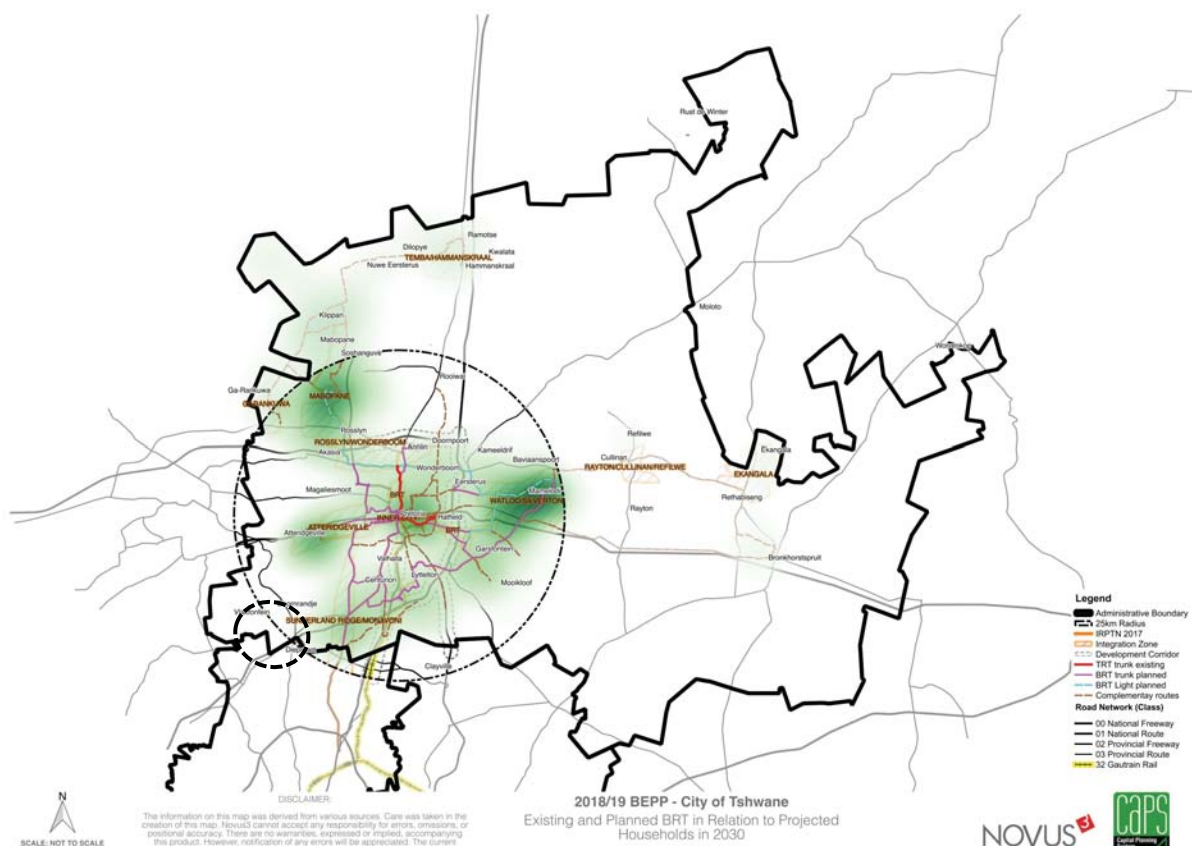 Rust de Winter
Ramotse
Dilopye
Kwalata
TEMBA/HAMMANSKRAAL
Nuwe Eersterus
Hammanskraal
Moloto
Klippan
Mabopane
Soshanguve
Rooiwal
Ga-Rankuwa
MABOPANE
Rosslyn
ROSSLYN/WONDERBOOM
Doornpoort
Annlin
Akasia
Kameeldrif
Refilwe
Baviaanspoort
Cullinan
Ekangala
Wonderboom
RAYTON/CULLINAN/REFILWE
EKANGALA
Eersterus
Magaliesmoot
BRT
Mamelodi
WATLOO/SILVERTON
Rethabiseng
INNER
Hatfield
Rayton
ATTERIDGEVILLE
BRT
Atteridgeville
Garsfontein
Valhalla
Bronkhorstspruit
Lyttelton
Centurion
Mooikloof
SUNDERLAND RIDGE/MONAVONI
Clayville
Legend
Administrative Boundary
25km Radius
IRPTN 2017
Integration Zone
Development Corridor
TRT trunk existing
BRT trunk planned
BRT Light planned
Complementay routes
Road Network (Class)
00 National Freeway
01 National Route
02 Provincial Freeway
03 Provincial Route
32 Gautrain Rail
N
SCALE: NOT TO SCALE
DISCLAIMER:
The information on this map was derived from various sources. Care was taken in the
creation of this map. Novus3 cannot accept any responsibility for errors, omissions, or
positional accuracy. There are no warranties, expressed or implied, accompanying
this product. However, notification of any errors will be appreciated. The current
2018/19 BEPP - City of Tshwane
Existing and Planned BRT in Relation to Projected
Households in 2030
NOVUS3
CAPS
Capital Planning